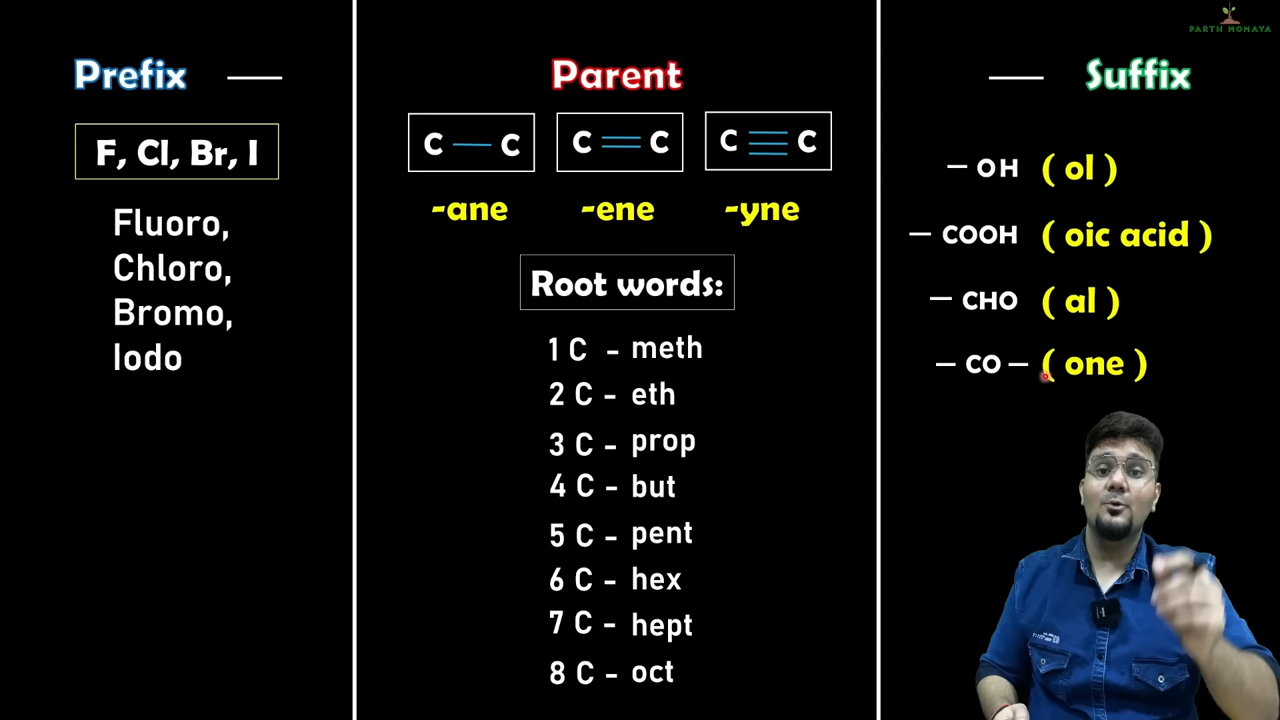 PARTH MOMAYA
Prefix —
F, Cl, Br, I
Fluoro,
Chloro,
Bromo,
Iodo
Parent
C — C
C = C
C ≡ C
-ane
-ene
-yne
Root words:
1 C - meth
2 C - eth
3 C - prop
4 C - but
5 C - pent
6 C - hex
7 C - hept
8 C - oct
— Suffix
— OH ( ol )
— COOH ( oic acid )
— CHO ( al )
— CO — ( one )